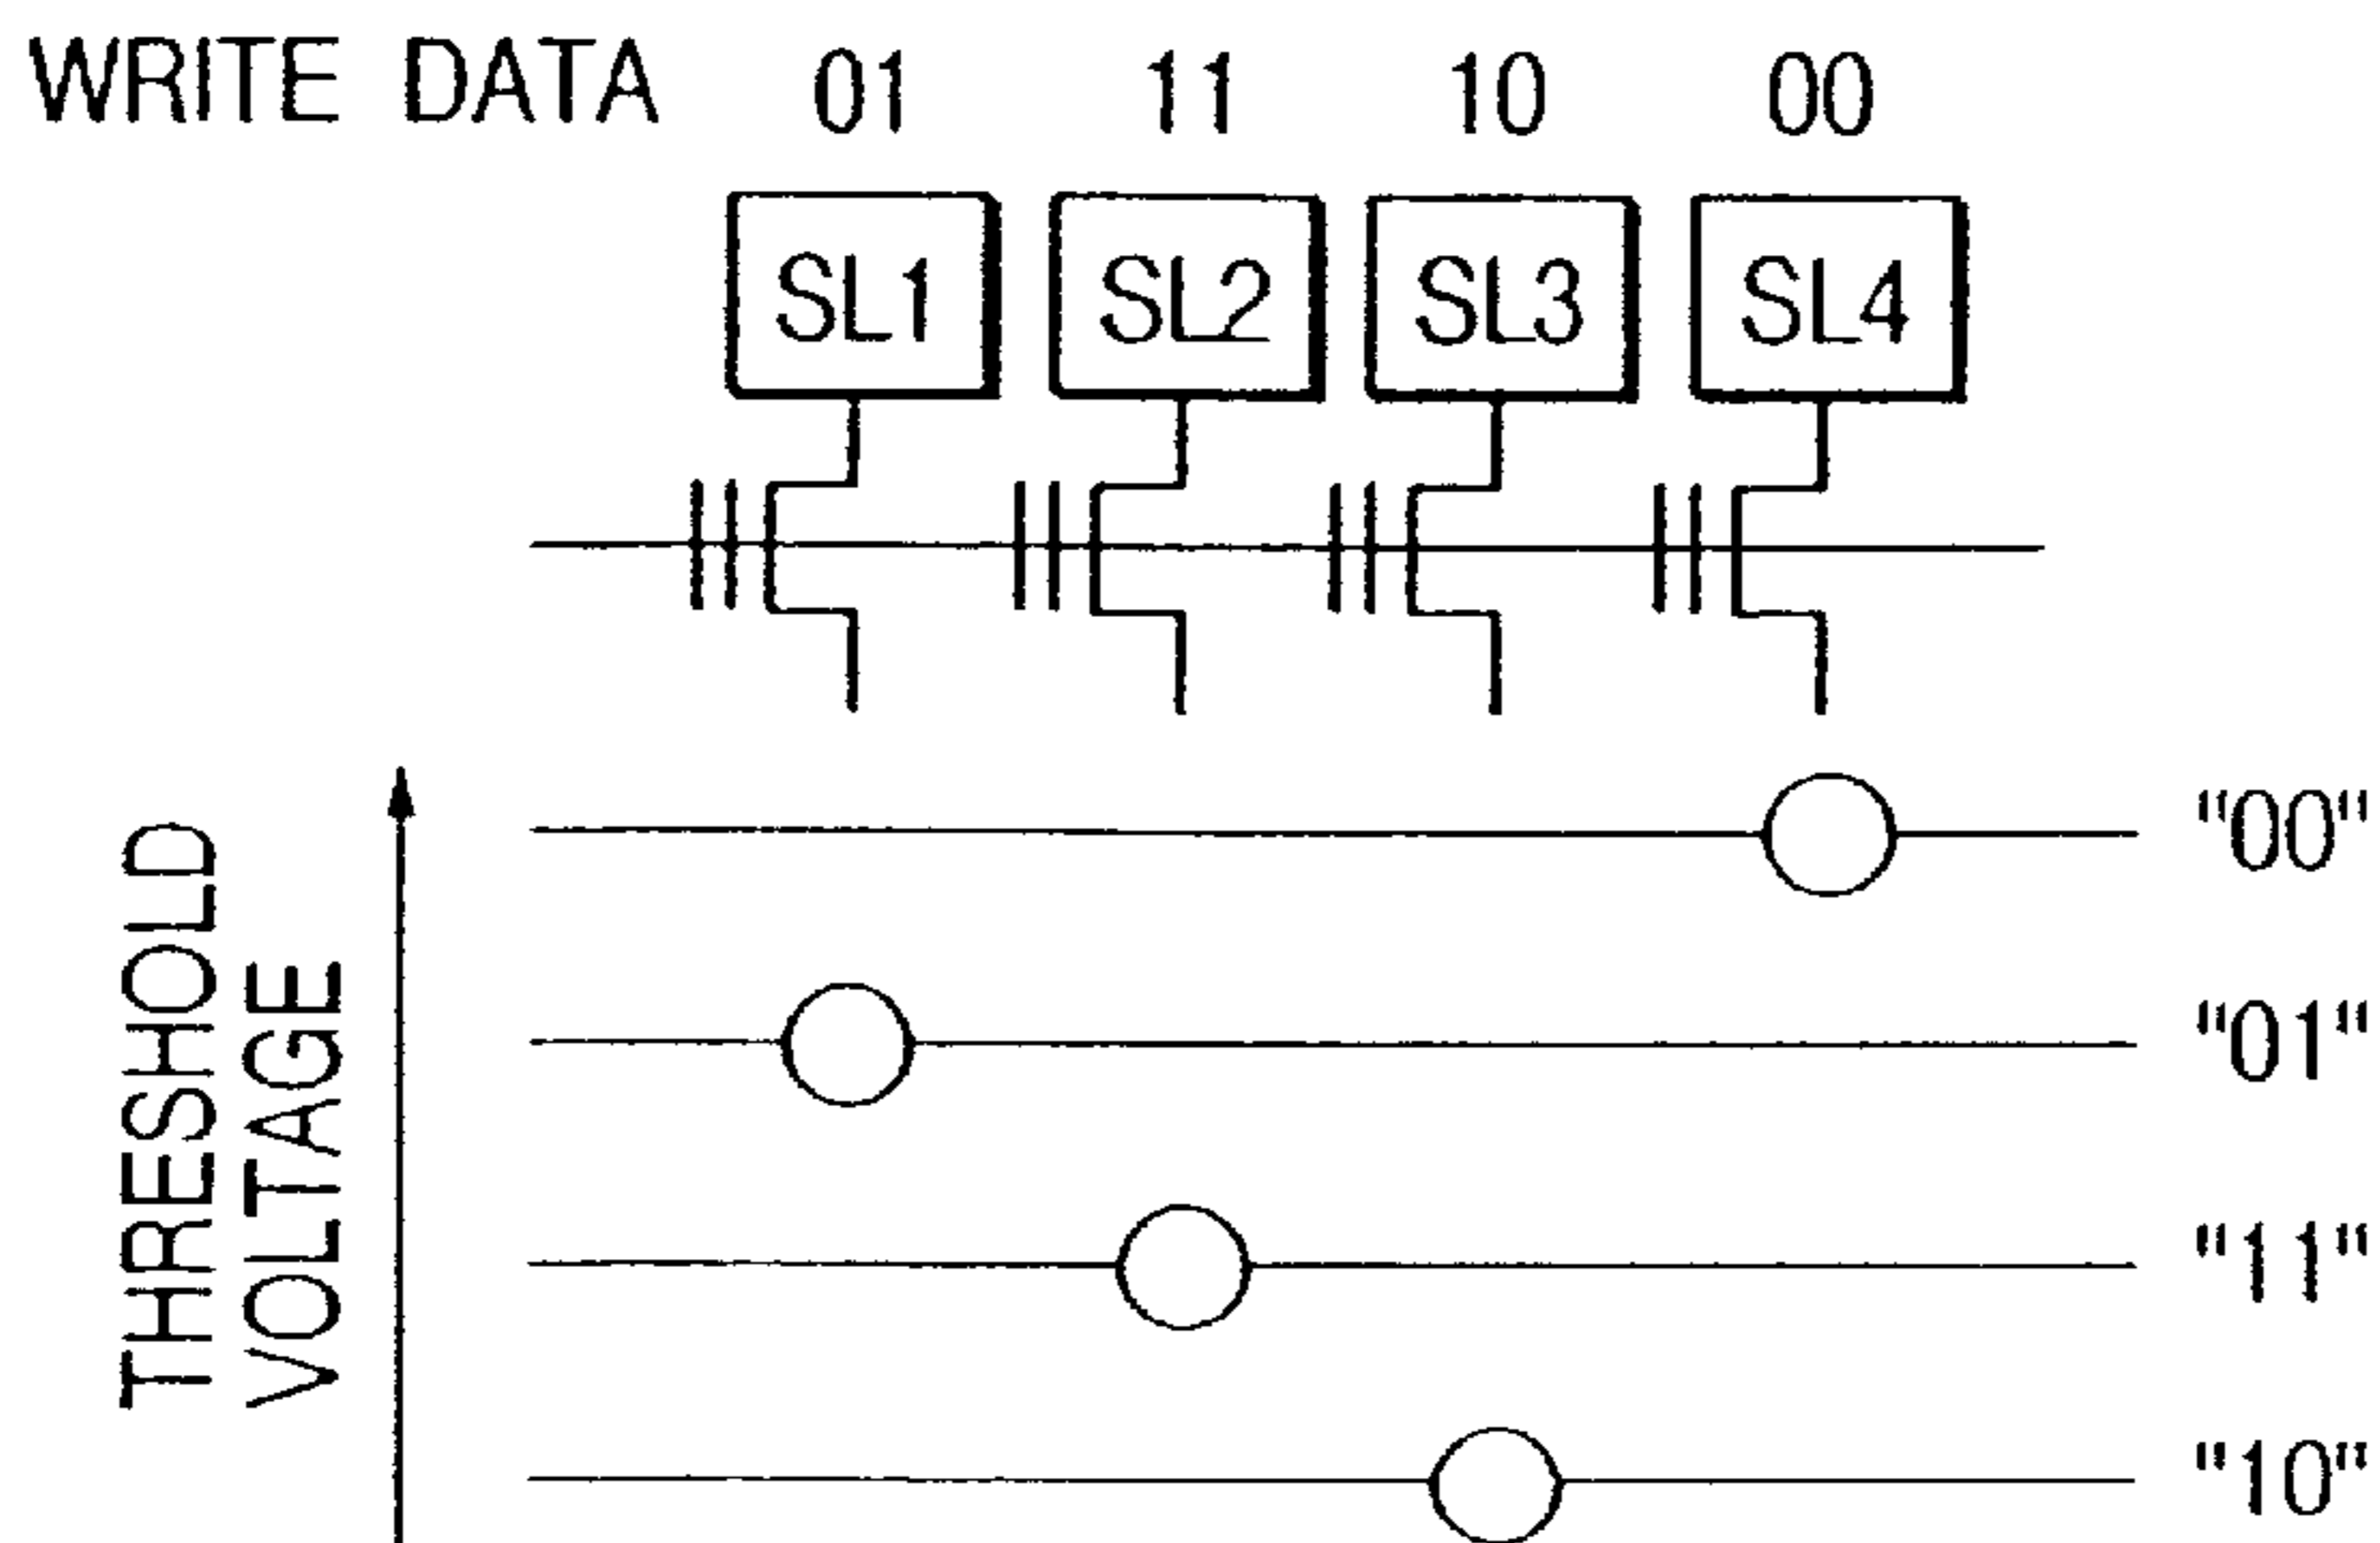 WRITE DATA 01 11 10 00
SL1 SL2 SL3 SL4
THRESHOLD
VOLTAGE
"00"
"01"
"11"
"10"